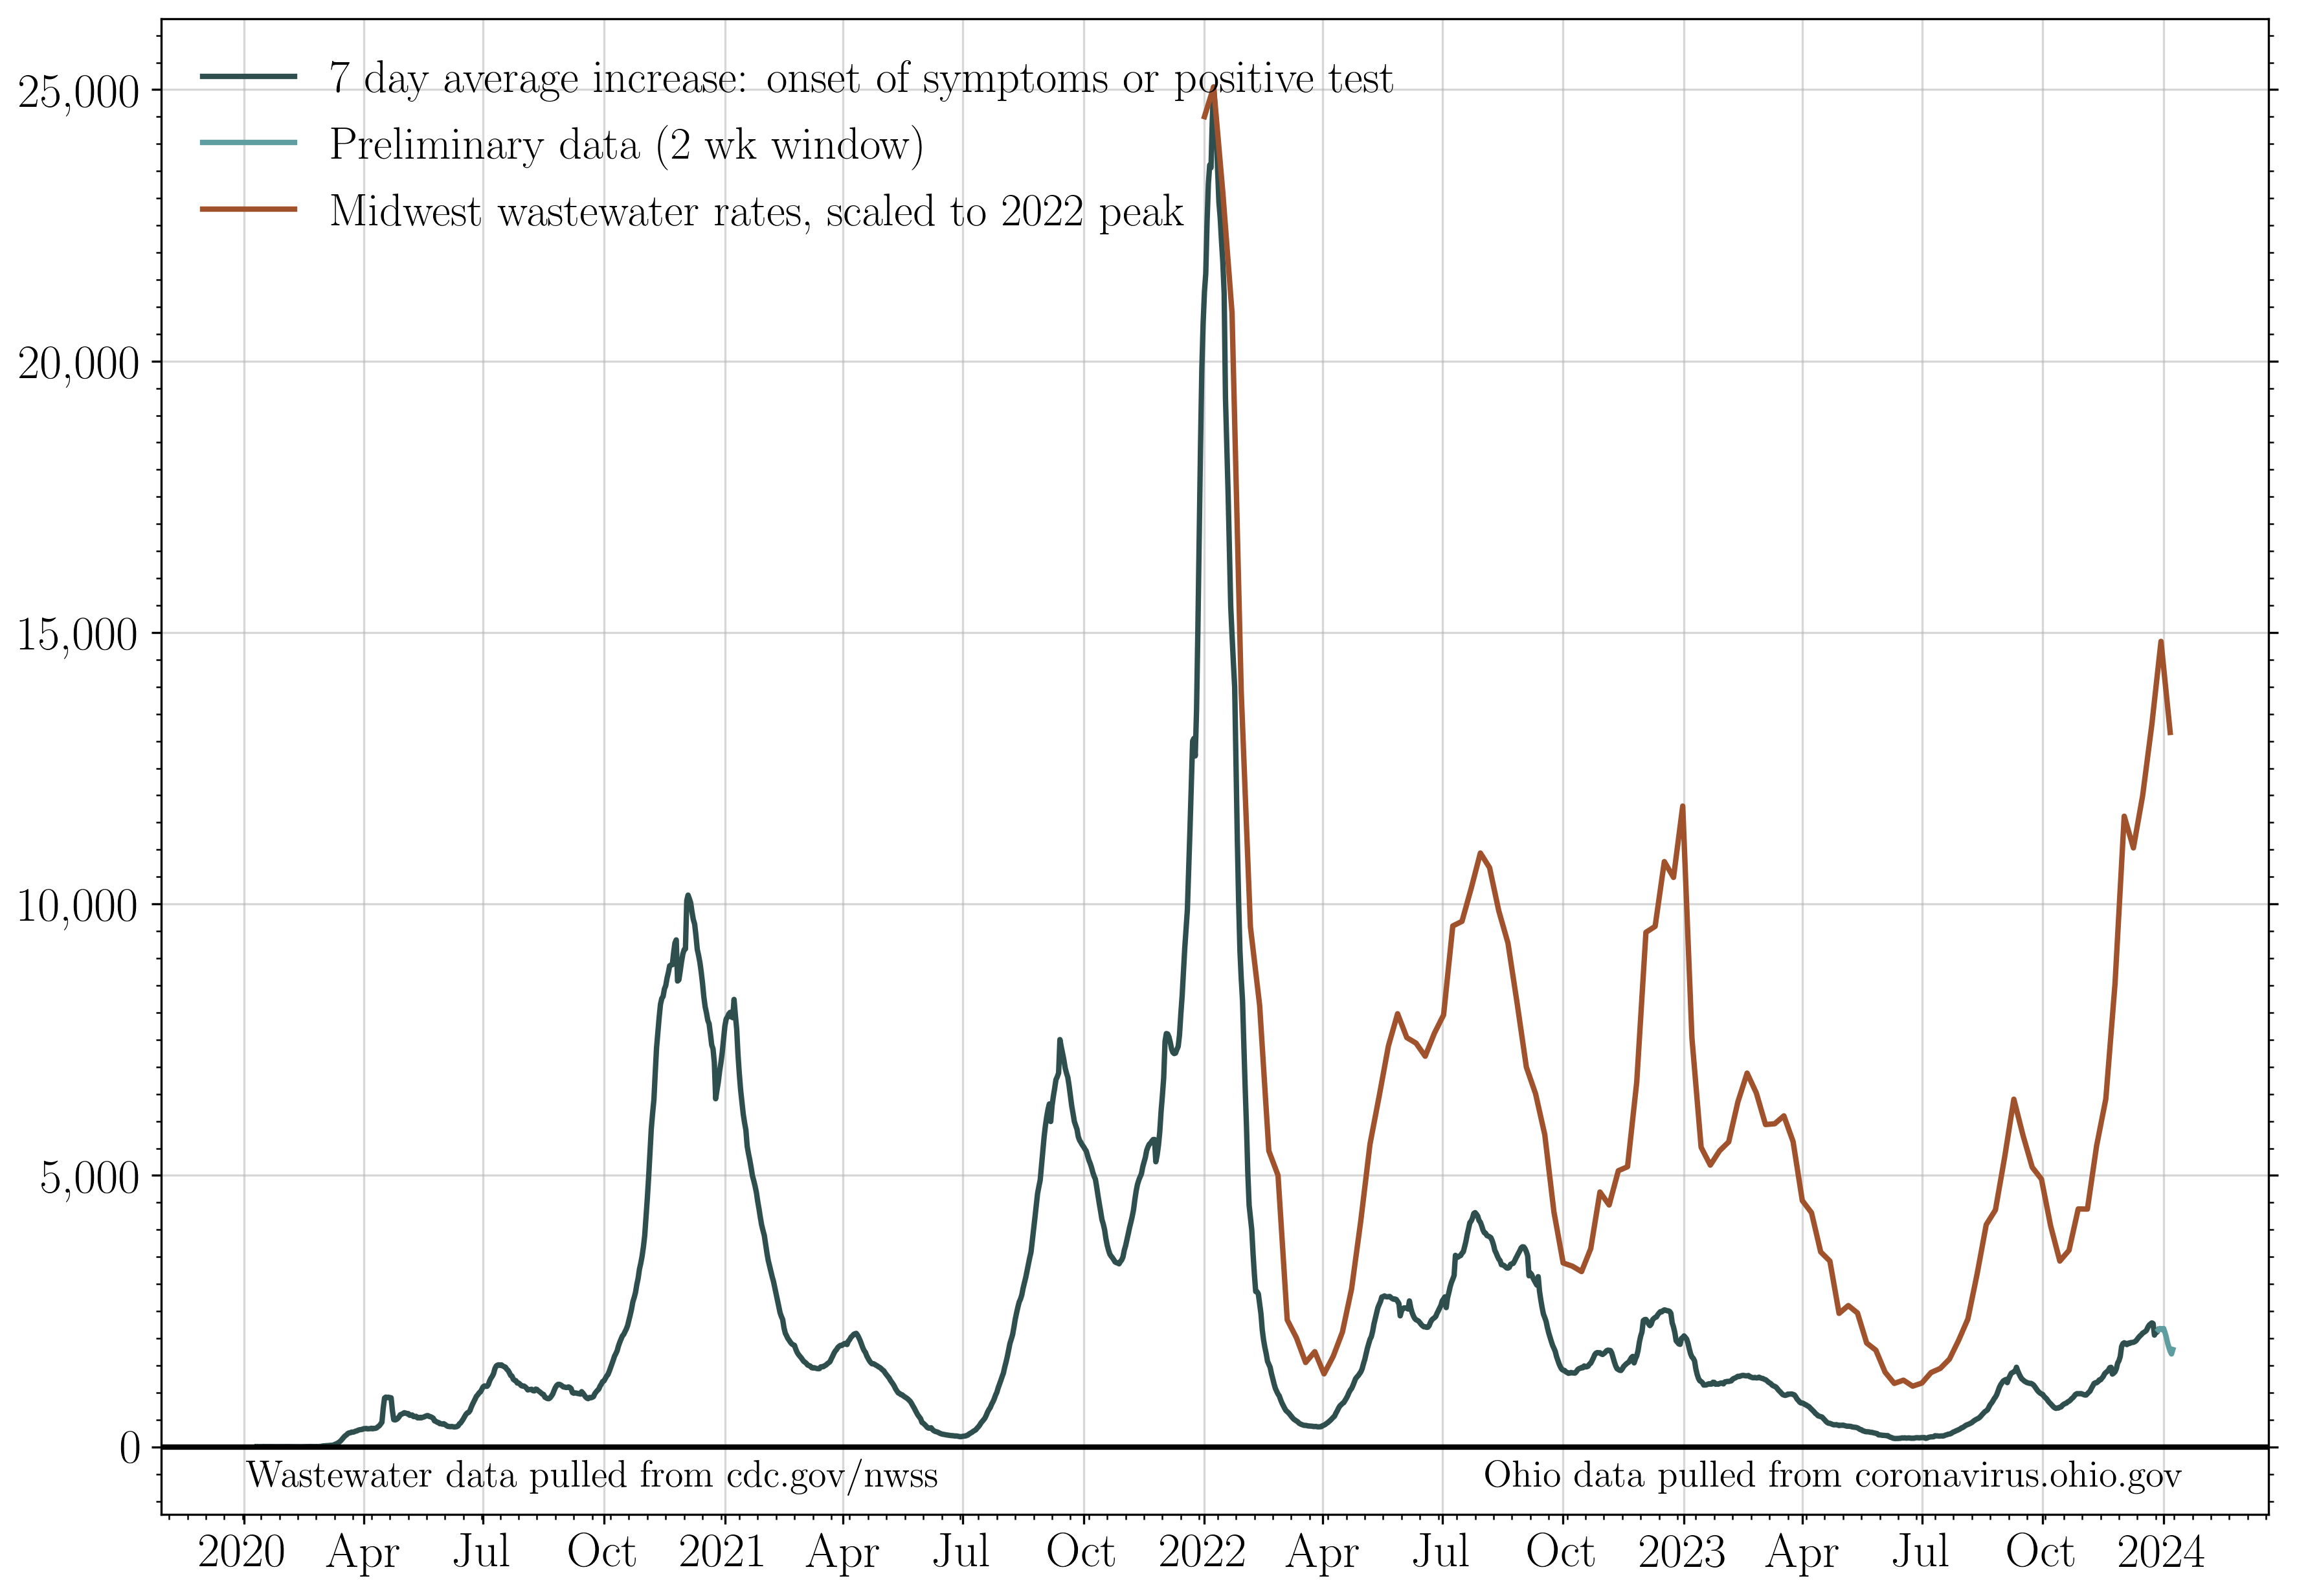 7 day average increase: onset of symptoms or positive test
Preliminary data (2 wk window)
Midwest wastewater rates, scaled to 2022 peak
25,000
20,000
15,000
10,000
5,000
0
Wastewater data pulled from cdc.gov/nwss
Ohio data pulled from coronavirus.ohio.gov
2020 Apr Jul Oct 2021 Apr Jul Oct 2022 Apr Jul Oct 2023 Apr Jul Oct 2024